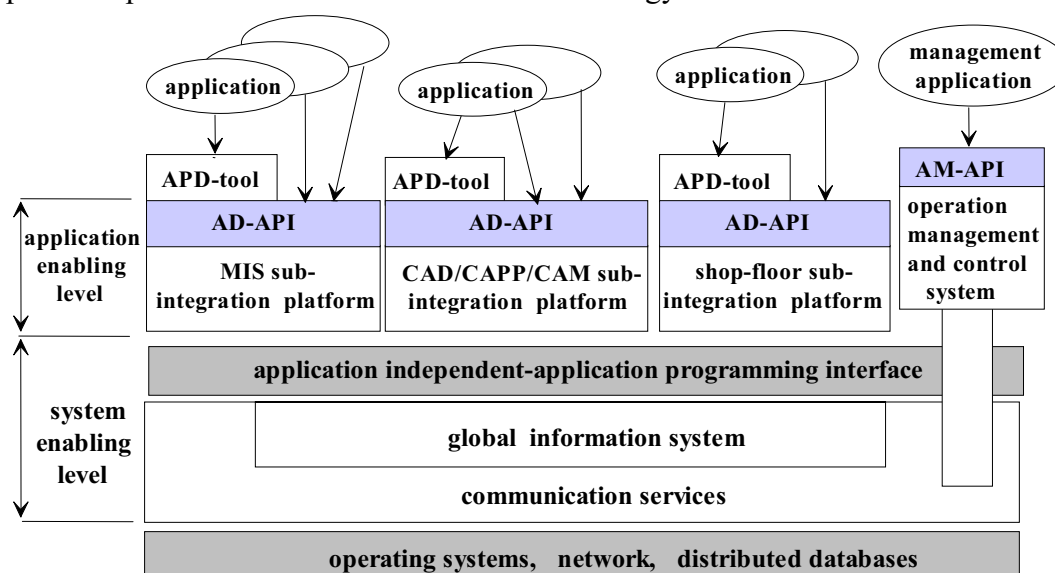 management
application
application
application
application
APD-tool
APD-tool
APD-tool
AM-API
AD-API
AD-API
AD-API
operation
management
and control
system
application
enabling
level
MIS sub-
integration platform
CAD/CAPP/CAM sub-
integration platform
shop-floor sub-
integration platform
application independent-application programming interface
system
enabling
level
global information system
communication services
operating systems, network, distributed databases